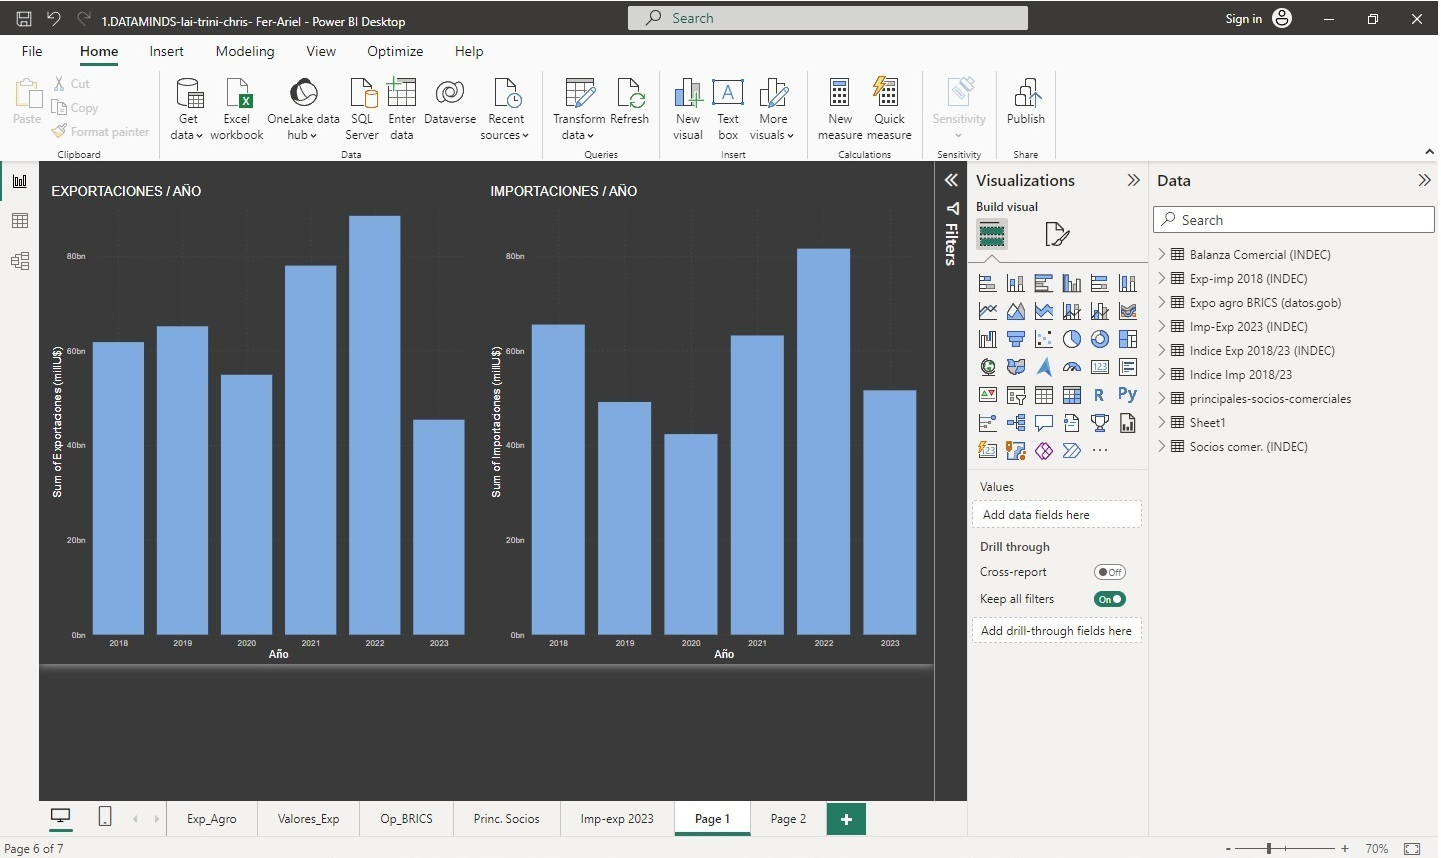 1.DATAMINDS-lai-trini-chris- Fer-Ariel - Power BI Desktop
Search
Sign in
File Home Insert Modeling View Optimize Help
Paste
Cut
Copy
Format painter
Clipboard
Get data
Excel workbook
OneLake data hub
SQL Server
Enter data
Dataverse
Recent sources
Data
Transform data
Refresh
Queries
New visual
Text box
More visuals
Insert
New measure
Quick measure
Calculations
Sensitivity
Sensitivity
Publish
Share
EXPORTACIONES / AÑO
80bn
60bn
40bn
20bn
0bn
Sum of Exportaciones (millU$)
2018 2019 2020 2021 2022 2023
Año
IMPORTACIONES / AÑO
80bn
60bn
40bn
20bn
0bn
Sum of Importaciones (millU$)
2018 2019 2020 2021 2022 2023
Año
Filters
Visualizations
Build visual
123
R
Py
123
Values
Add data fields here
Drill through
Cross-report
Off
Keep all filters
On
Add drill-through fields here
Data
Search
Balanza Comercial (INDEC)
Exp-imp 2018 (INDEC)
Expo agro BRICS (datos.gob)
Imp-Exp 2023 (INDEC)
Indice Exp 2018/23 (INDEC)
Indice Imp 2018/23
principales-socios-comerciales
Sheet1
Socios comer. (INDEC)
Exp_Agro Valores_Exp Op_BRICS Princ. Socios Imp-exp 2023 Page 1 Page 2 +
Page 6 of 7
- + 70%